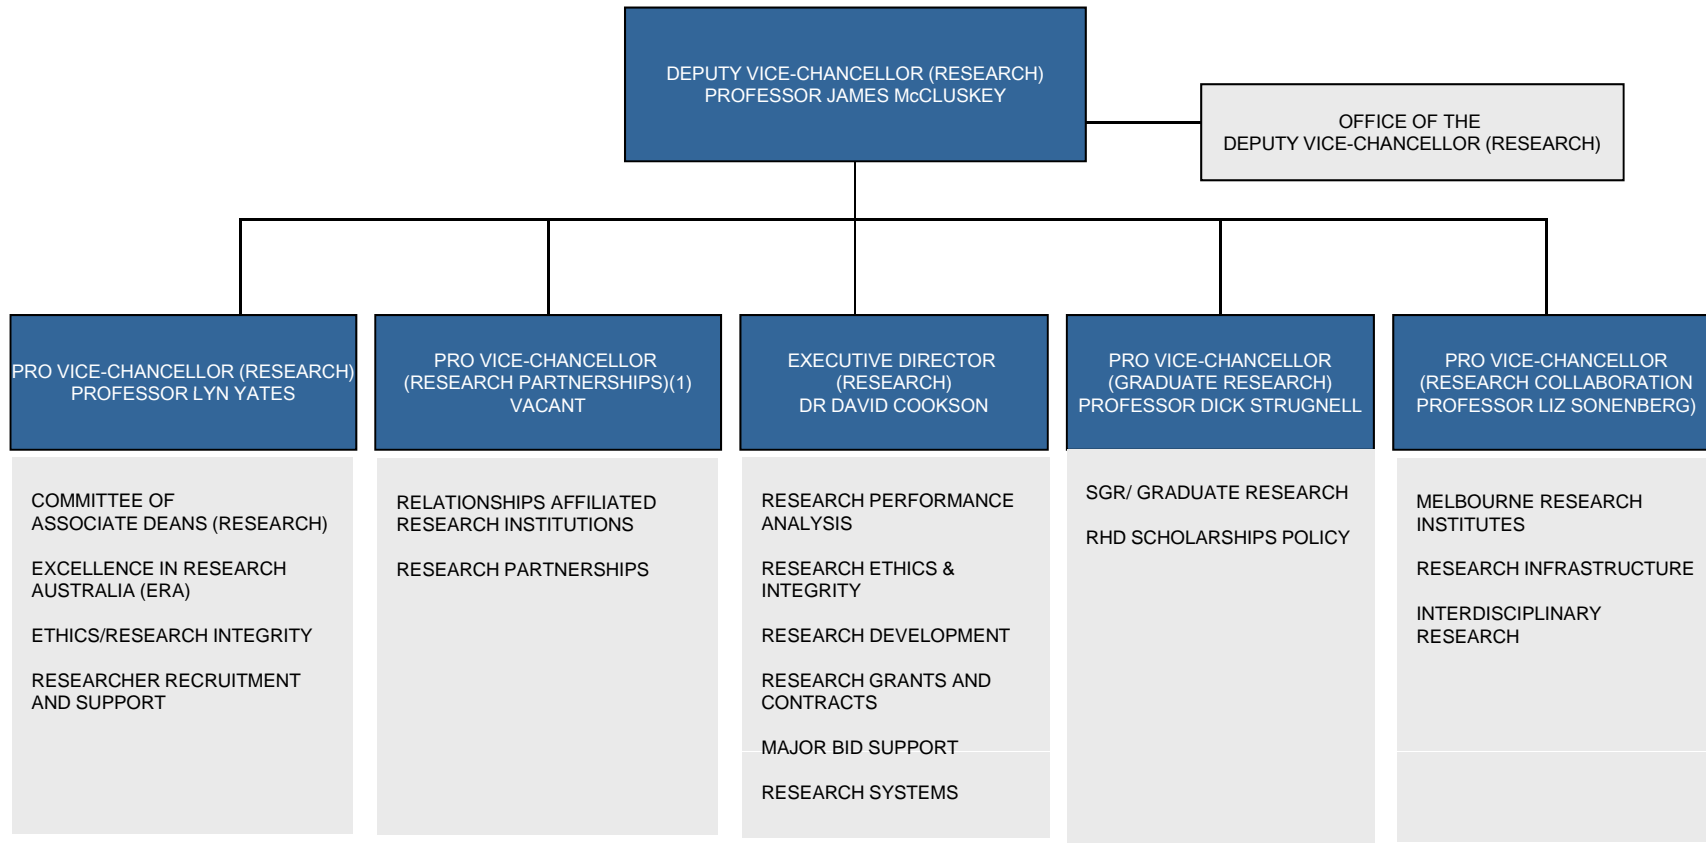 DEPUTY VICE-CHANCELLOR (RESEARCH)
PROFESSOR JAMES McCLUSKEY
OFFICE OF THE
DEPUTY VICE-CHANCELLOR (RESEARCH)
PRO VICE-CHANCELLOR (RESEARCH)
PROFESSOR LYN YATES
PRO VICE-CHANCELLOR
(RESEARCH PARTNERSHIPS)(1)
VACANT
EXECUTIVE DIRECTOR
(RESEARCH)
DR DAVID COOKSON
PRO VICE-CHANCELLOR
(GRADUATE RESEARCH)
PROFESSOR DICK STRUGNELL
PRO VICE-CHANCELLOR
(RESEARCH COLLABORATION
PROFESSOR LIZ SONENBERG)
COMMITTEE OF
ASSOCIATE DEANS (RESEARCH)
EXCELLENCE IN RESEARCH
AUSTRALIA (ERA)
ETHICS/RESEARCH INTEGRITY
RESEARCHER RECRUITMENT
AND SUPPORT
RELATIONSHIPS AFFILIATED
RESEARCH INSTITUTIONS
RESEARCH PARTNERSHIPS
RESEARCH PERFORMANCE
ANALYSIS
RESEARCH ETHICS &
INTEGRITY
RESEARCH DEVELOPMENT
RESEARCH GRANTS AND
CONTRACTS
MAJOR BID SUPPORT
RESEARCH SYSTEMS
SGR/ GRADUATE RESEARCH
RHD SCHOLARSHIPS POLICY
MELBOURNE RESEARCH
INSTITUTES
RESEARCH INFRASTRUCTURE
INTERDISCIPLINARY
RESEARCH